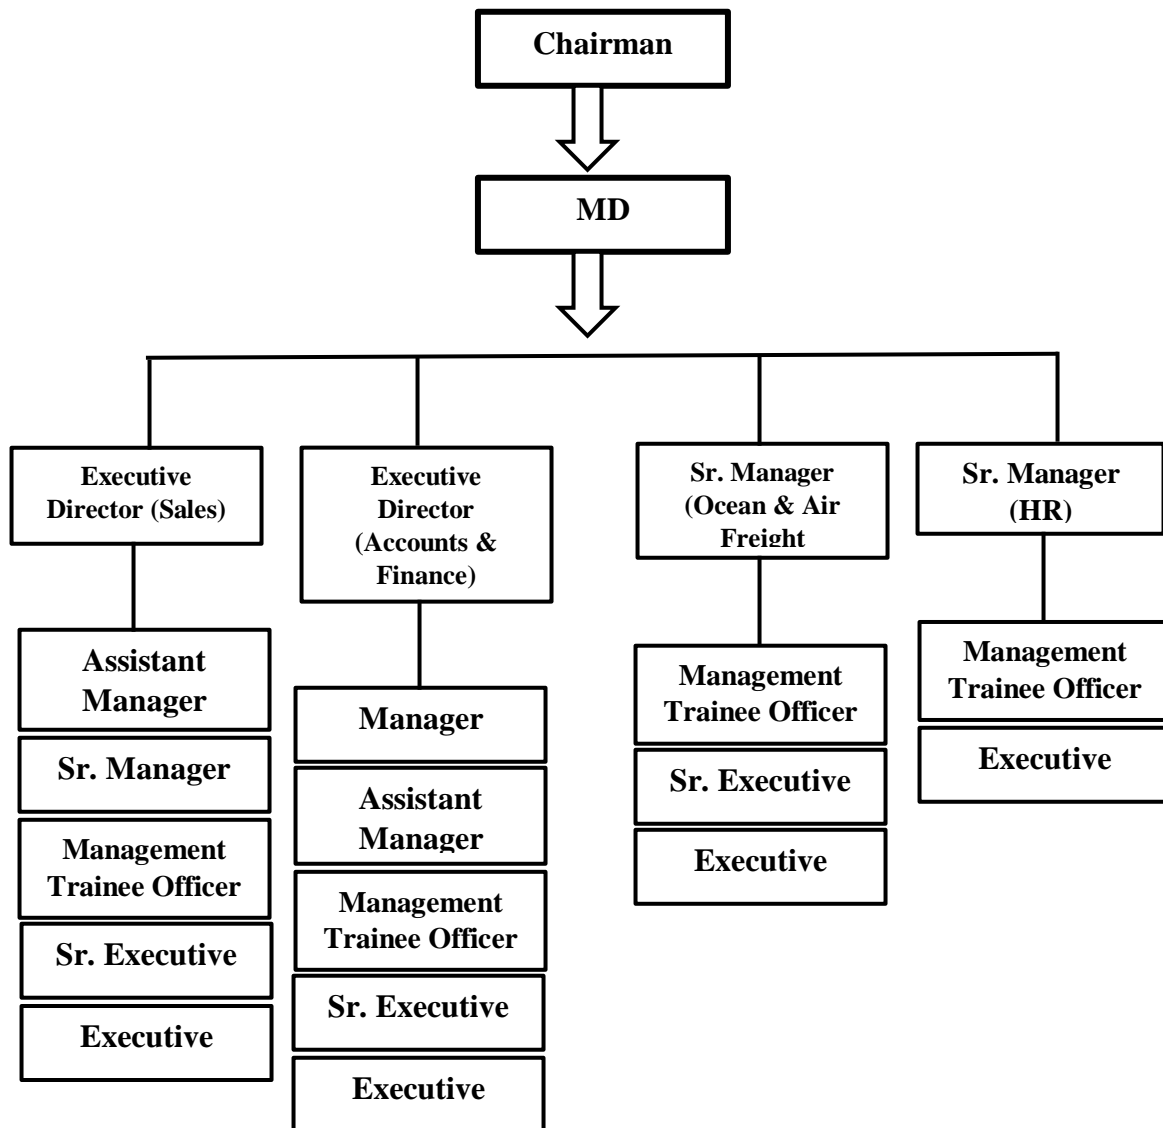 Chairman
MD
Executive
Director (Sales)
Assistant
Manager
Sr. Manager
Management
Trainee Officer
Sr. Executive
Executive
Executive
Director
(Accounts &
Finance)
Manager
Assistant
Manager
Management
Trainee Officer
Sr. Executive
Executive
Sr. Manager
(Ocean & Air
Freight
Management
Trainee Officer
Sr. Executive
Executive
Sr. Manager
(HR)
Management
Trainee Officer
Executive